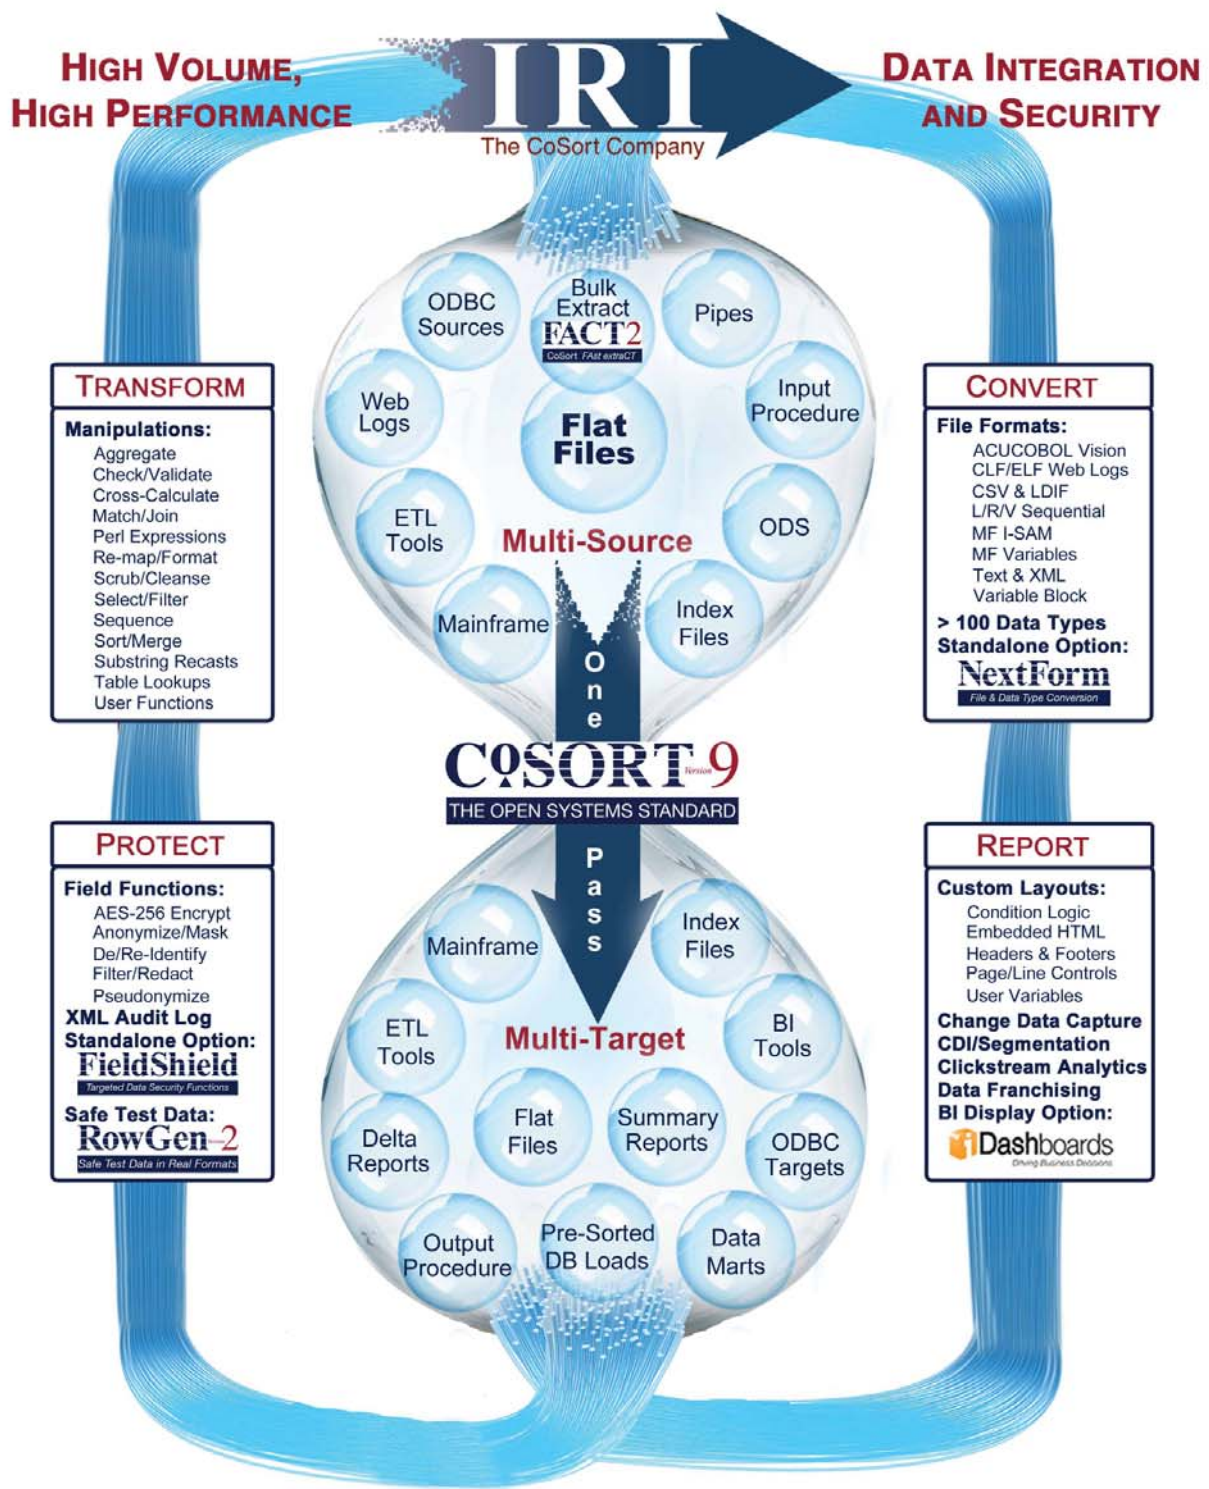 HIGH VOLUME,
HIGH PERFORMANCE
IRI
The CoSort Company
DATA INTEGRATION
AND SECURITY
ODBC
Sources
Bulk
Extract
FACT2
CoSort FAst extraCT
Pipes
Web
Logs
Flat
Files
Input
Procedure
ETL
Tools
Multi-Source
ODS
Mainframe
Index
Files
One
COSORT Version 9
THE OPEN SYSTEMS STANDARD
Pass
Mainframe
Index
Files
ETL
Tools
Multi-Target
BI
Tools
Flat
Files
Summary
Reports
Delta
Reports
ODBC
Targets
Output
Procedure
Pre-Sorted
DB Loads
Data
Marts
TRANSFORM
Manipulations:
Aggregate
Check/Validate
Cross-Calculate
Match/Join
Perl Expressions
Re-map/Format
Scrub/Cleanse
Select/Filter
Sequence
Sort/Merge
Substring Recasts
Table Lookups
User Functions
PROTECT
Field Functions:
AES-256 Encrypt
Anonymize/Mask
De/Re-Identify
Filter/Redact
Pseudonymize
XML Audit Log
Standalone Option:
FieldShield
Targeted Data Security Functions
Safe Test Data:
RowGen 2
Safe Test Data in Real Formats
CONVERT
File Formats:
ACUCOBOL Vision
CLF/ELF Web Logs
CSV & LDIF
L/R/V Sequential
MF I-SAM
MF Variables
Text & XML
Variable Block
> 100 Data Types
Standalone Option:
NextForm
File & Data Type Conversion
REPORT
Custom Layouts:
Condition Logic
Embedded HTML
Headers & Footers
Page/Line Controls
User Variables
Change Data Capture
CDI/Segmentation
Clickstream Analytics
Data Franchising
BI Display Option:
iDashboards
Driving Business Decisions